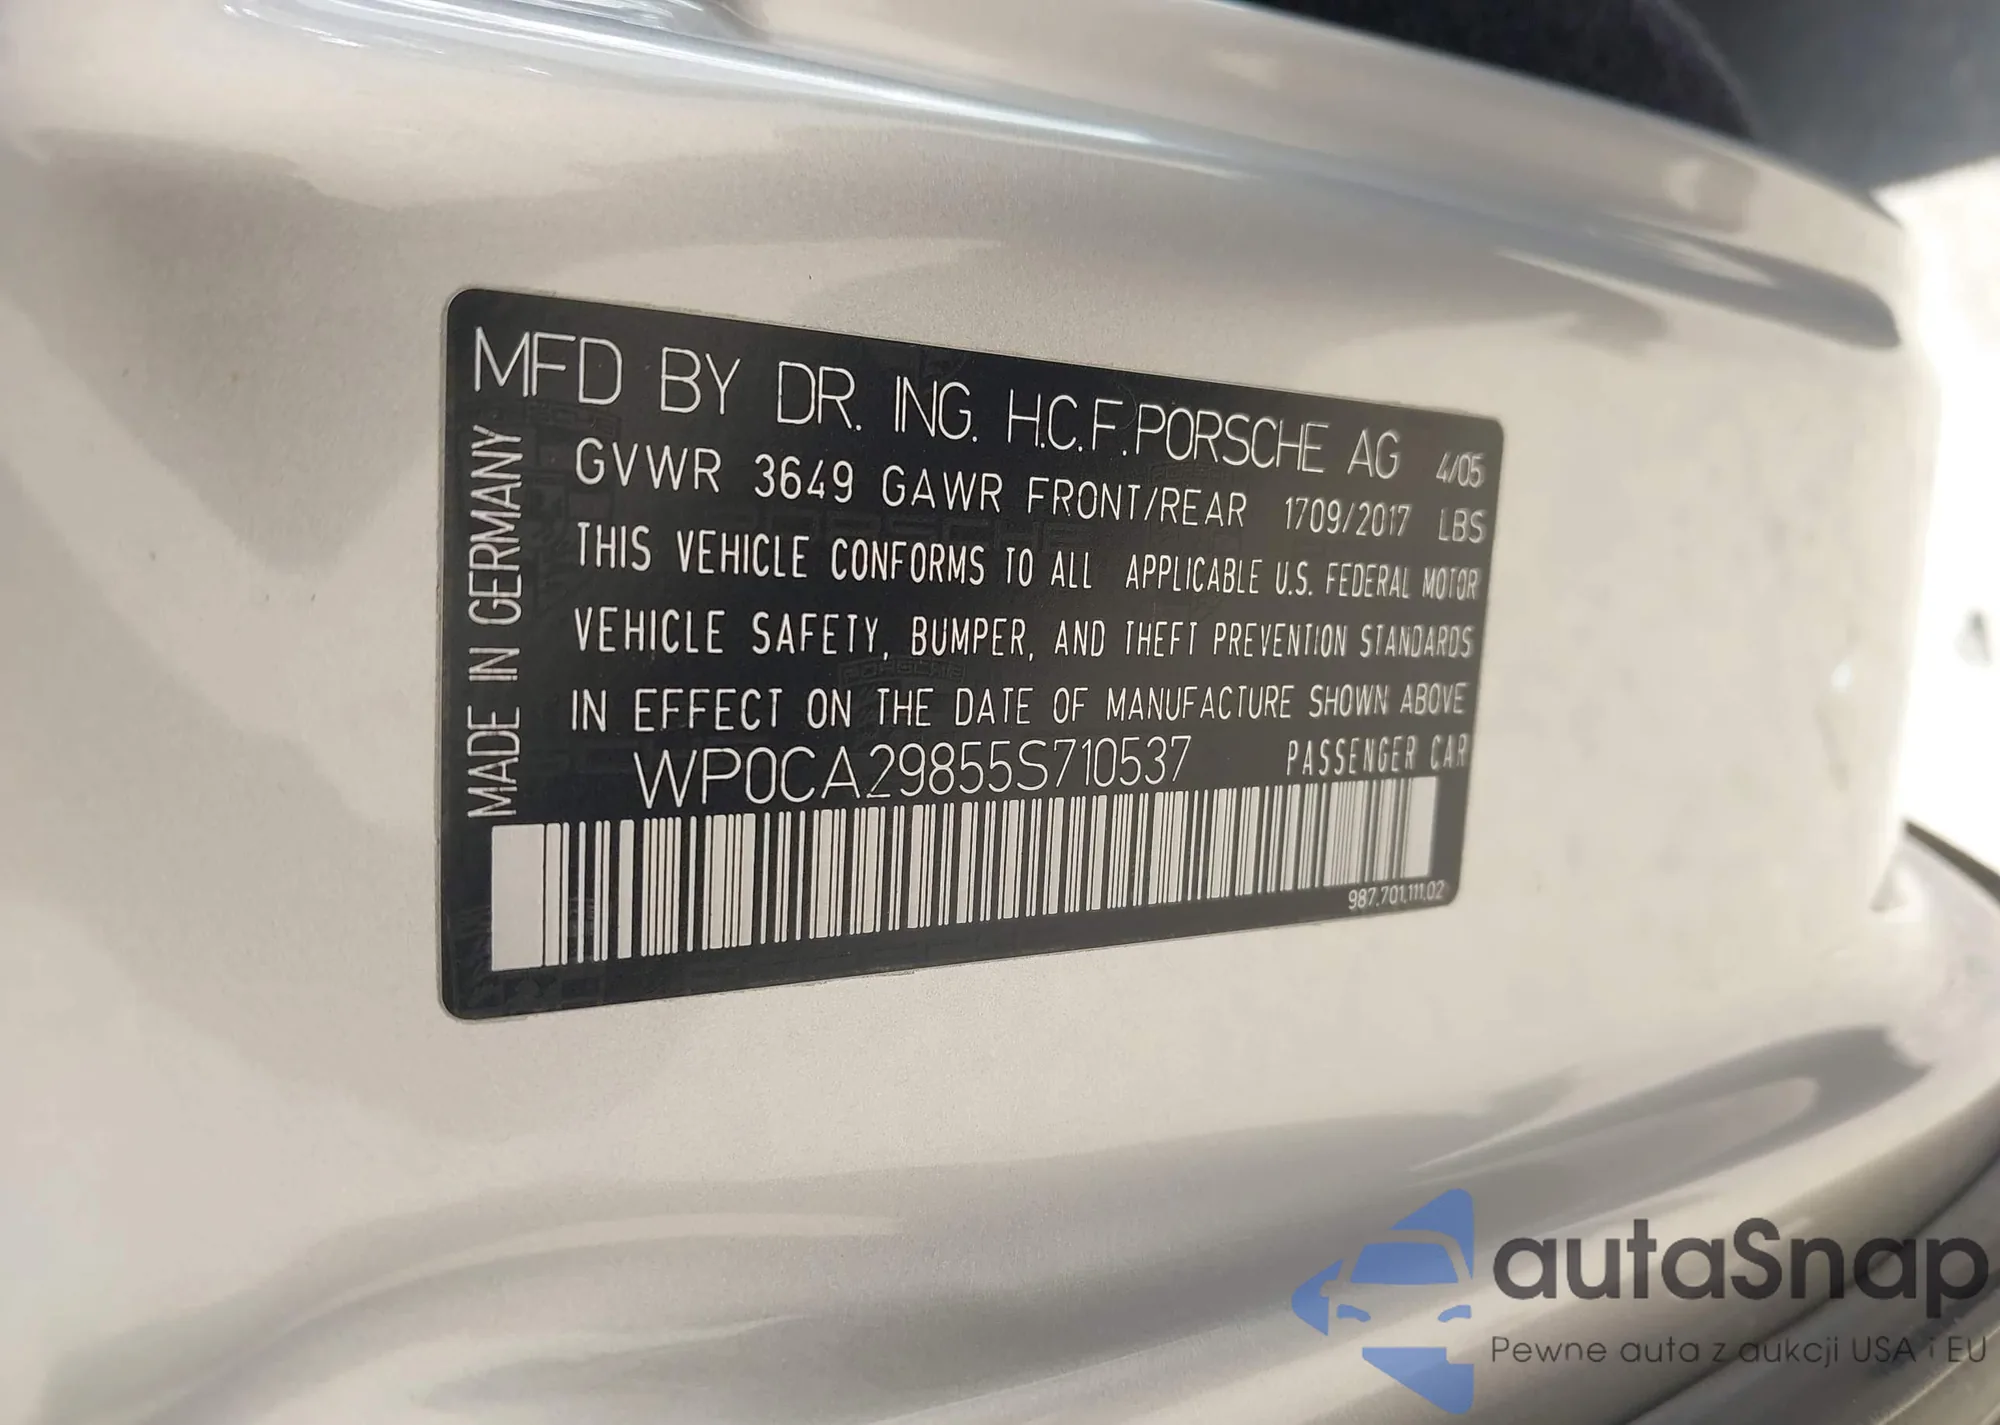 MFD BY DR. ING. H.C.F. PORSCHE AG 4/05
GVWR 3649 GAWR FRONT/REAR 1709/2017 LBS
THIS VEHICLE CONFORMS TO ALL APPLICABLE U.S. FEDERAL MOTOR
VEHICLE SAFETY, BUMPER, AND THEFT PREVENTION STANDARDS
IN EFFECT ON THE DATE OF MANUFACTURE SHOWN ABOVE
WP0CA29855S710537 PASSENGER CAR
987.701.111.02
MADE IN GERMANY
autaSnap
Pewne auta z aukcji USA i EU